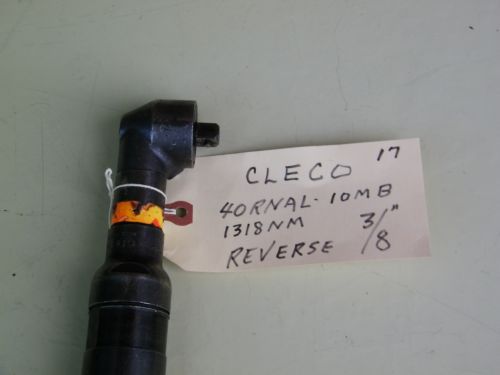 17
CLECO
40RNAL-10MB
1318NM 3/8"
REVERSE